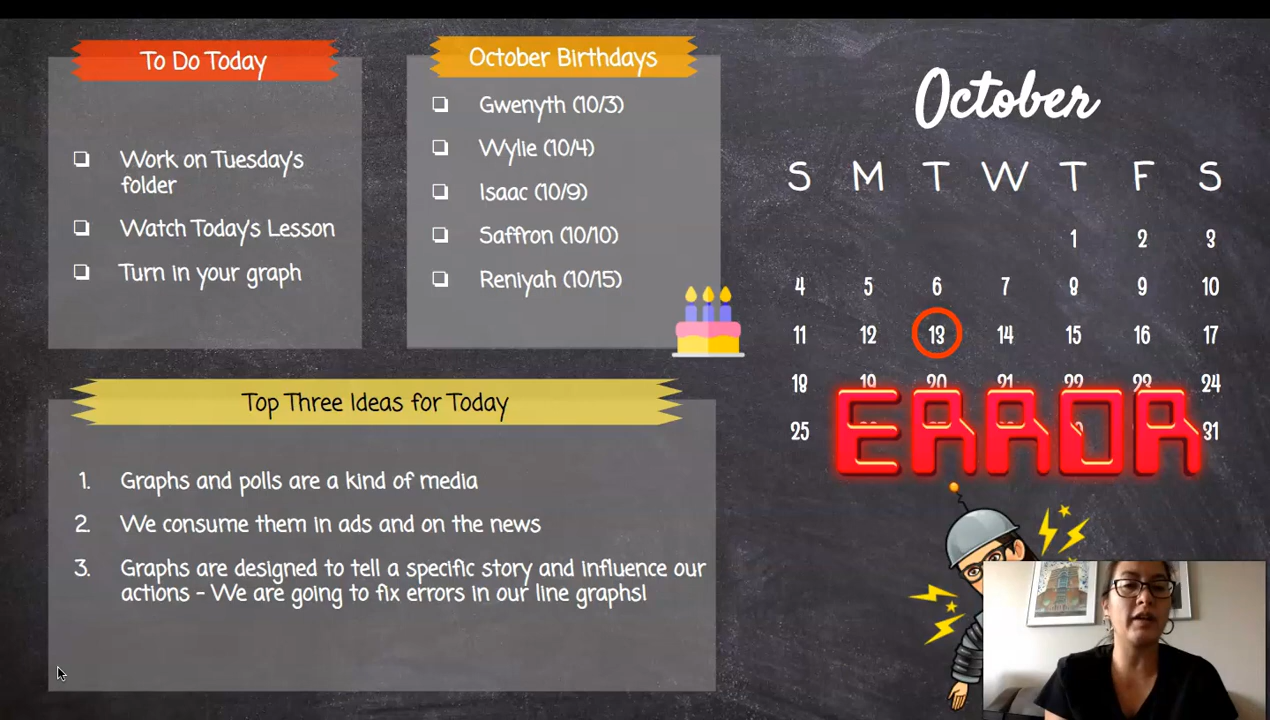 To Do Today
❏ Work on Tuesday's
folder
❏ Watch Today's Lesson
❏ Turn in your graph
October Birthdays
❏ Gwenyth (10/3)
❏ Wylie (10/4)
❏ Isaac (10/9)
❏ Saffron (10/10)
❏ Reniyah (10/15)
October
S M T W T F S
1 2 3
4 5 6 7 8 9 10
11 12 13 14 15 16 17
18 19 20 21 22 23 24
25 31
ERROR
Top Three Ideas for Today
1. Graphs and polls are a kind of media
2. We consume them in ads and on the news
3. Graphs are designed to tell a specific story and influence our
actions - We are going to fix errors in our line graphs!